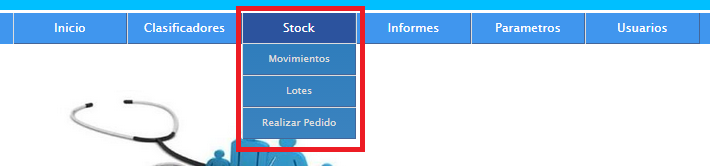 Inicio Clasificadores Stock Informes Parametros Usuarios
Movimientos
Lotes
Realizar Pedido